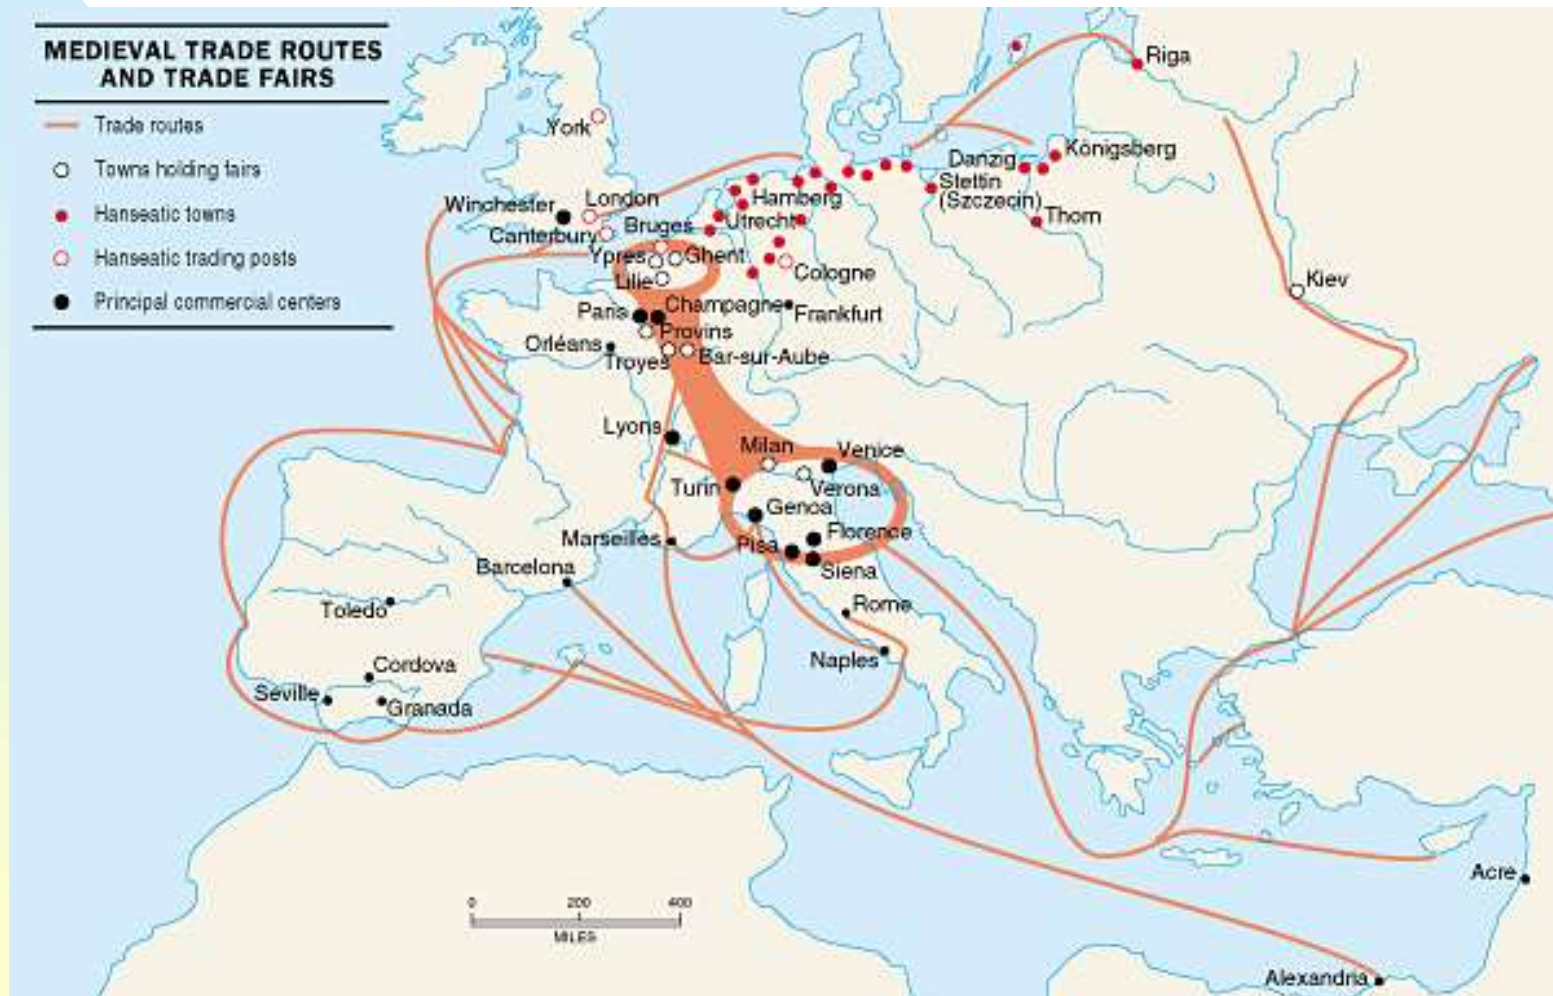 MEDIEVAL TRADE ROUTES
AND TRADE FAIRS
Trade routes
Towns holding fairs
Hanseatic towns
Hanseatic trading posts
Principal commercial centers
Riga
York
Danzig
Königsberg
Stettin
(Szczecin)
Thorn
Hamberg
London
Winchester
Bruges
Utrecht
Canterbury
Ypres
Ghent
Lille
Cologne
Kiev
Paris
Champagne
Frankfurt
Provins
Orléans
Troyes
Bar-sur-Aube
Lyons
Milan
Venice
Turin
Verona
Genoa
Florence
Marseilles
Pisa
Siena
Barcelona
Toledo
Rome
Naples
Cordova
Seville
Granada
Acre
0 200 400
MILES
Alexandria